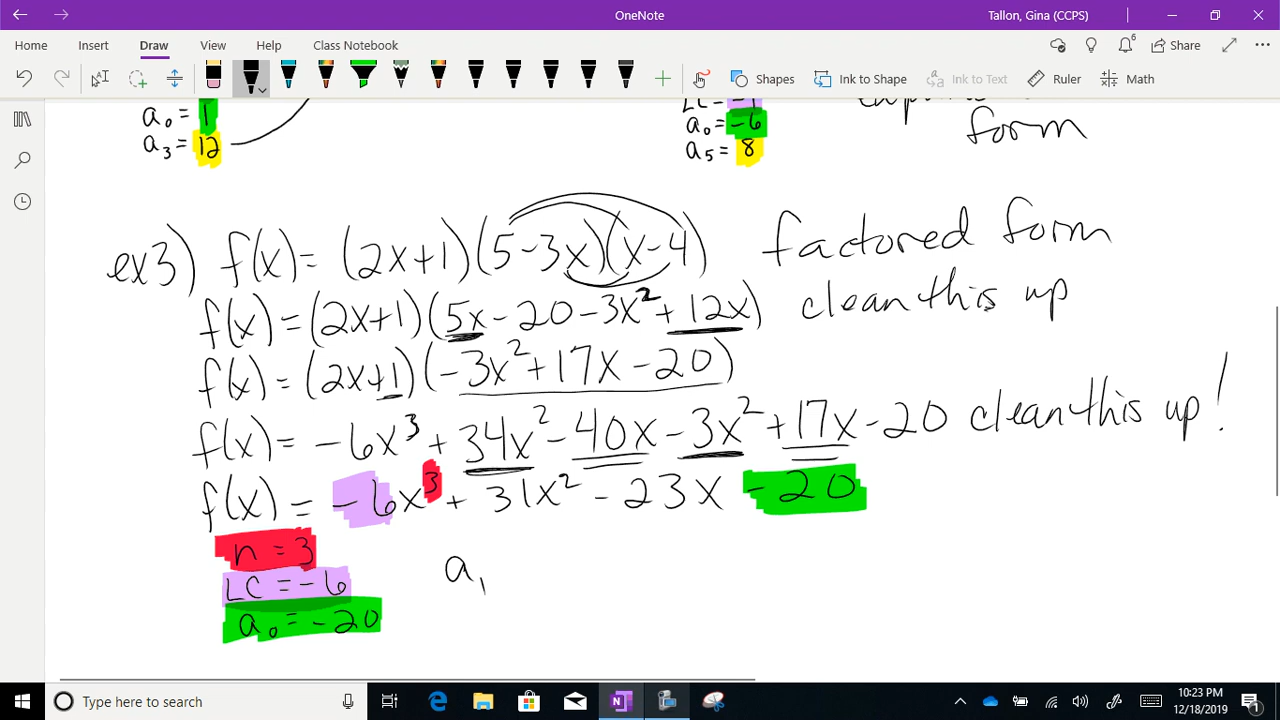 OneNote
Tallon, Gina (CCPS)
Home Insert Draw View Help Class Notebook
6
Share
Shapes Ink to Shape Ink to Text Ruler Math
a₀ = 1
a₃ = 12
LC = -1
a₀ = -6
a₅ = 8
form
ex3) f(x) = (2x+1)(5-3x)(x-4) factored form
f(x) = (2x+1)(5x-20-3x²+12x) clean this up
f(x) = (2x+1)(-3x²+17x-20)
f(x) = -6x³+34x²-40x-3x²+17x-20 clean this up!
f(x) = -6x³+31x²-23x-20
n = 3
LC = -6
a₀ = -20
a₁
Type here to search
N
10:23 PM
12/18/2019
1